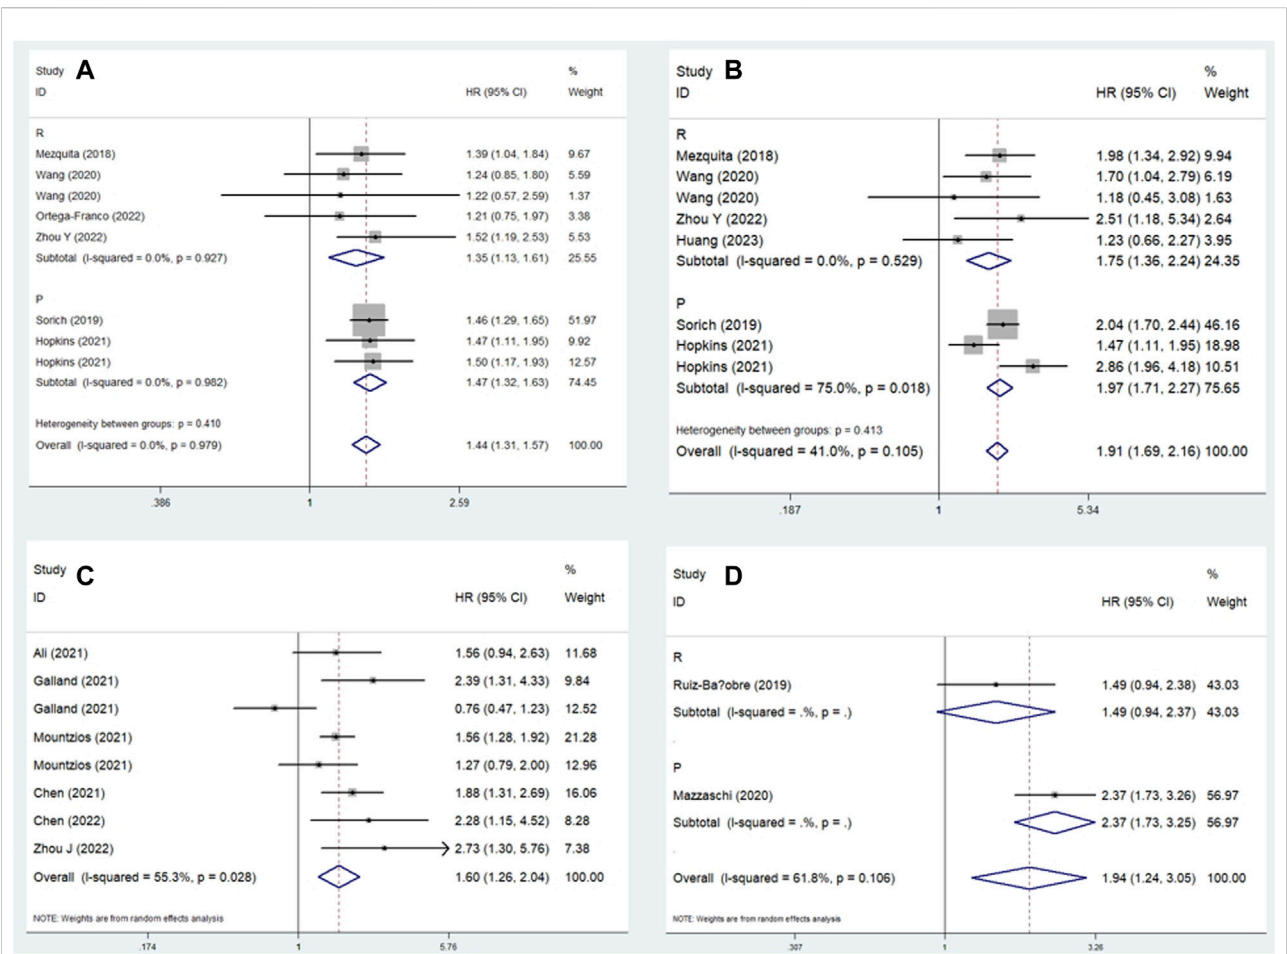 A
Study %
ID HR (95% CI) Weight
R
Mezquita (2018) 1.39 (1.04, 1.84) 9.67
Wang (2020) 1.24 (0.85, 1.80) 5.59
Wang (2020) 1.22 (0.57, 2.59) 1.37
Ortega-Franco (2022) 1.21 (0.75, 1.97) 3.38
Zhou Y (2022) 1.52 (1.19, 2.53) 5.53
Subtotal (I-squared = 0.0%, p = 0.927) 1.35 (1.13, 1.61) 25.55
P
Sorich (2019) 1.46 (1.29, 1.65) 51.97
Hopkins (2021) 1.47 (1.11, 1.95) 9.92
Hopkins (2021) 1.50 (1.17, 1.93) 12.57
Subtotal (I-squared = 0.0%, p = 0.982) 1.47 (1.32, 1.63) 74.45
Heterogeneity between groups: p = 0.410
Overall (I-squared = 0.0%, p = 0.979) 1.44 (1.31, 1.57) 100.00
.386 1 2.59
B
Study %
ID HR (95% CI) Weight
R
Mezquita (2018) 1.98 (1.34, 2.92) 9.94
Wang (2020) 1.70 (1.04, 2.79) 6.19
Wang (2020) 1.18 (0.45, 3.08) 1.63
Zhou Y (2022) 2.51 (1.18, 5.34) 2.64
Huang (2023) 1.23 (0.66, 2.27) 3.95
Subtotal (I-squared = 0.0%, p = 0.529) 1.75 (1.36, 2.24) 24.35
P
Sorich (2019) 2.04 (1.70, 2.44) 46.16
Hopkins (2021) 1.47 (1.11, 1.95) 18.98
Hopkins (2021) 2.86 (1.96, 4.18) 10.51
Subtotal (I-squared = 75.0%, p = 0.018) 1.97 (1.71, 2.27) 75.65
Heterogeneity between groups: p = 0.413
Overall (I-squared = 41.0%, p = 0.105) 1.91 (1.69, 2.16) 100.00
.187 1 5.34
C
Study %
ID HR (95% CI) Weight
Ali (2021) 1.56 (0.94, 2.63) 11.68
Galland (2021) 2.39 (1.31, 4.33) 9.84
Galland (2021) 0.76 (0.47, 1.23) 12.52
Mountzios (2021) 1.56 (1.28, 1.92) 21.28
Mountzios (2021) 1.27 (0.79, 2.00) 12.96
Chen (2021) 1.88 (1.31, 2.69) 16.06
Chen (2022) 2.28 (1.15, 4.52) 8.28
Zhou J (2022) 2.73 (1.30, 5.76) 7.38
Overall (I-squared = 55.3%, p = 0.028) 1.60 (1.26, 2.04) 100.00
NOTE: Weights are from random effects analysis
.174 1 5.76
D
Study %
ID HR (95% CI) Weight
R
Ruiz-Ba?obre (2019) 1.49 (0.94, 2.38) 43.03
Subtotal (I-squared = .%, p = .) 1.49 (0.94, 2.37) 43.03
.
P
Mazzaschi (2020) 2.37 (1.73, 3.26) 56.97
Subtotal (I-squared = .%, p = .) 2.37 (1.73, 3.25) 56.97
.
Overall (I-squared = 61.8%, p = 0.106) 1.94 (1.24, 3.05) 100.00
NOTE: Weights are from random effects analysis
.307 1 3.26